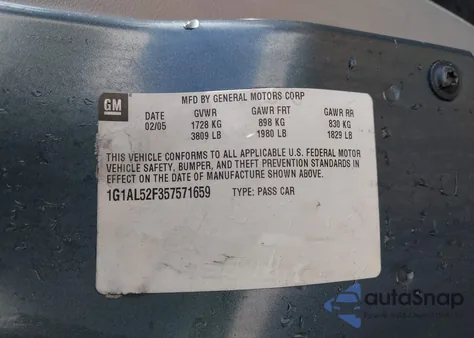 MFD BY GENERAL MOTORS CORP
GM DATE GVWR GAWR FRT GAWR RR
02/05 1728 KG 898 KG 830 KG
3809 LB 1980 LB 1829 LB
THIS VEHICLE CONFORMS TO ALL APPLICABLE U.S. FEDERAL MOTOR
VEHICLE SAFETY, BUMPER, AND THEFT PREVENTION STANDARDS IN
EFFECT ON THE DATE OF MANUFACTURE SHOWN ABOVE.
1G1AL52F357571659 TYPE: PASS CAR
autoSnap